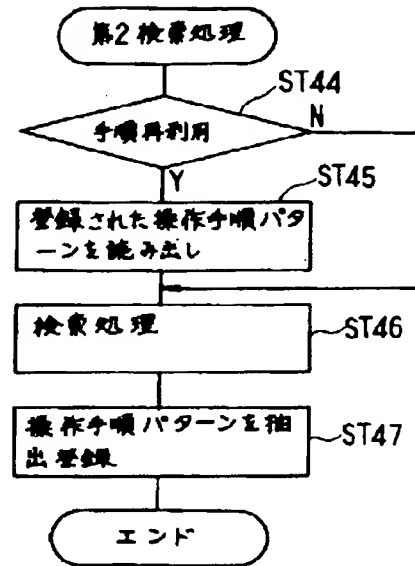 第2検索処理
ST44
手順再利用
N
Y
ST45
登録された操作手順パタ
ーンを読み出し
検索処理
ST46
操作手順パターンを抽
出登録
ST47
エンド